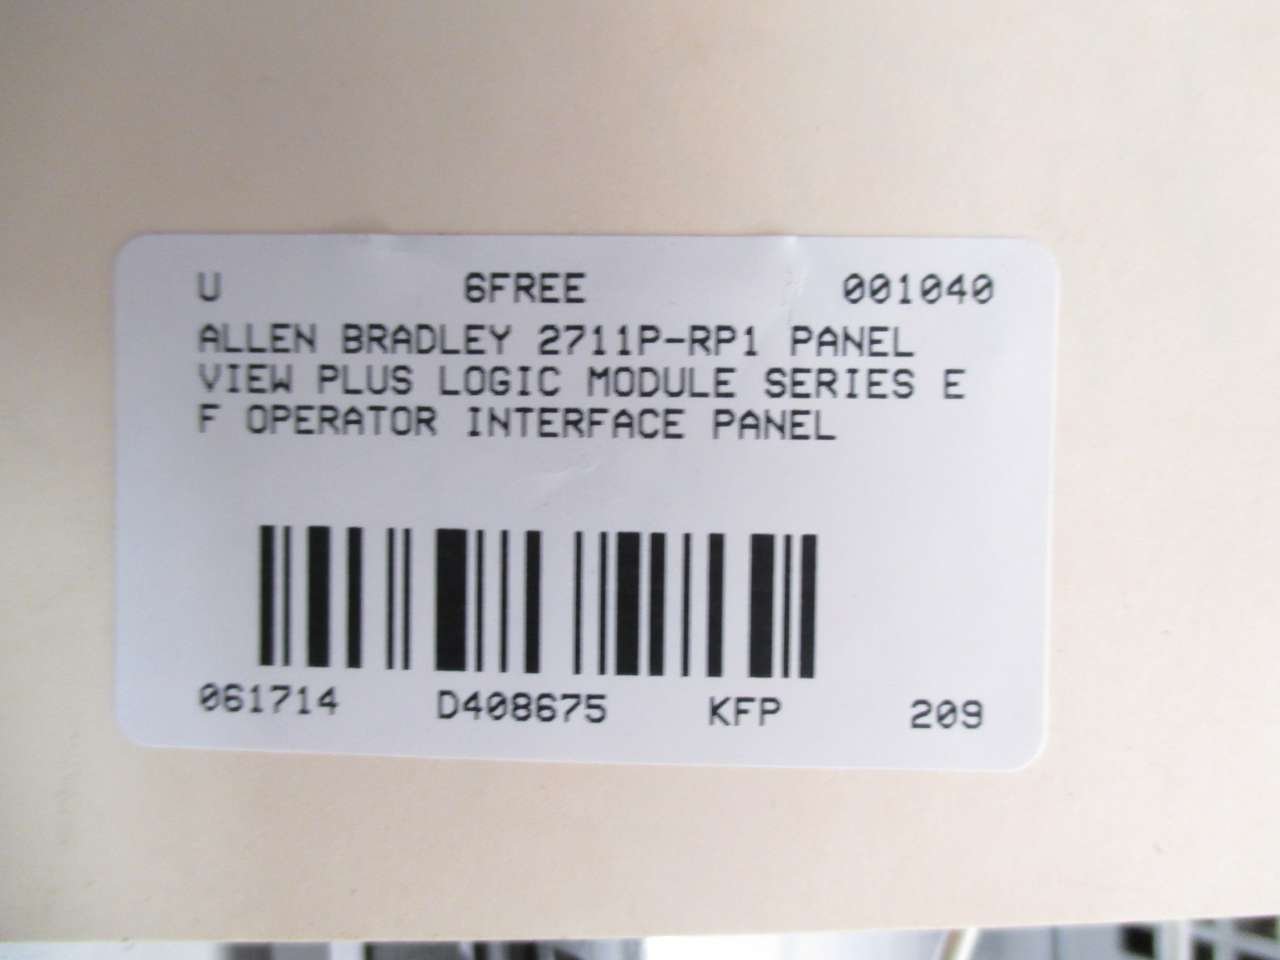 U 6FREE 001040
ALLEN BRADLEY 2711P-RP1 PANEL
VIEW PLUS LOGIC MODULE SERIES E
F OPERATOR INTERFACE PANEL
061714 D408675 KFP 209